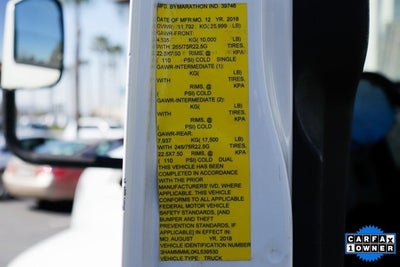 MFG. BY MARATHON IND. 39746
DATE OF MFR MO. 12 YR. 2018
GVWR: 11,792 KG( 25,999 LB)
GAWR-FRONT:
4,535 KG( 10,000 LB)
WITH 265/75R22.5G TIRES,
22.5X7.50 RIMS, @ KPA
( 110 PSI) COLD SINGLE
GAWR-INTERMEDIATE (1):
KG( LB)
WITH TIRES,
RIMS, @ KPA
( PSI) COLD
GAWR-INTERMEDIATE (2):
KG( LB)
WITH TIRES,
RIMS, @ KPA
( PSI) COLD
GAWR-REAR:
7,937 KG( 17,500 LB)
WITH 245/75R22.5G TIRES,
22.5X7.50 RIMS, @ KPA
( 110 PSI) COLD DUAL
THIS VEHICLE HAS BEEN
COMPLETED IN ACCORDANCE
WITH THE PRIOR
MANUFACTURERS' IVD, WHERE
APPLICABLE. THIS VEHICLE
CONFORMS TO ALL APPLICABLE
FEDERAL MOTOR VEHICLE
SAFETY STANDARDS, [AND
BUMPER AND THEFT
PREVENTION STANDARDS, IF
APPLICABLE] IN EFFECT IN:
MO. AUGUST YR. 2018
VEHICLE IDENTIFICATION NUMBER:
VEHICLE TYPE: TRUCK
CARFAX
1 OWNER